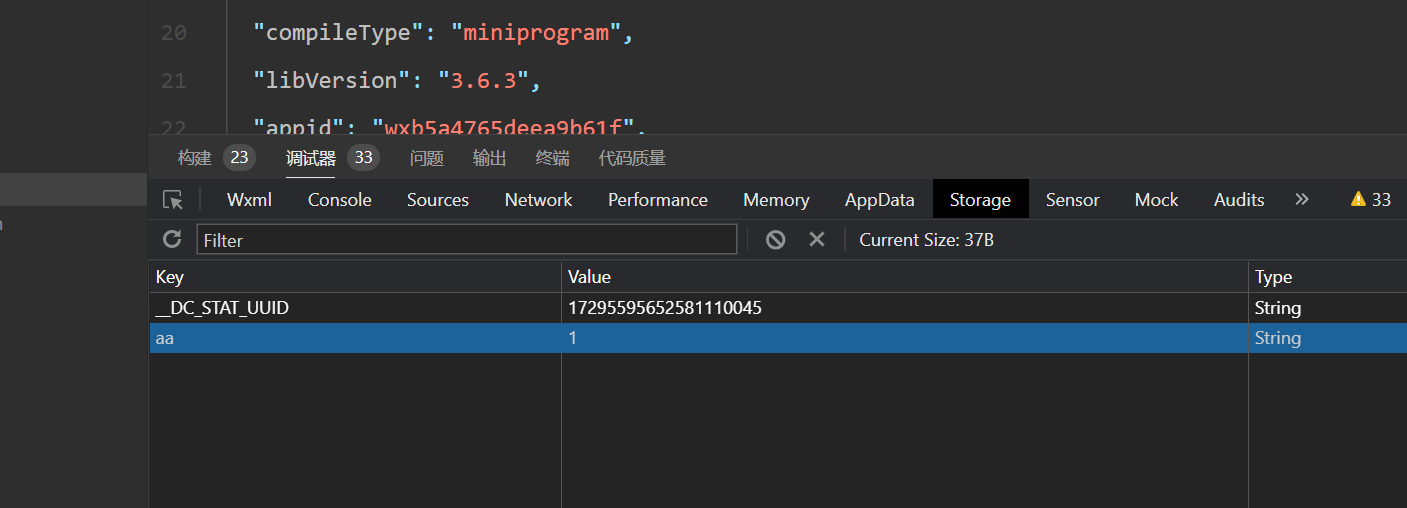 20 "compileType": "miniprogram",
21 "libVersion": "3.6.3",
22 "appid": "wxb5a4765deea9b61f",
构建 23 调试器 33 问题 输出 终端 代码质量
Wxml Console Sources Network Performance Memory AppData Storage Sensor Mock Audits » 33
Filter Current Size: 37B
Key Value Type
__DC_STAT_UUID 17295595652581110045 String
aa 1 String